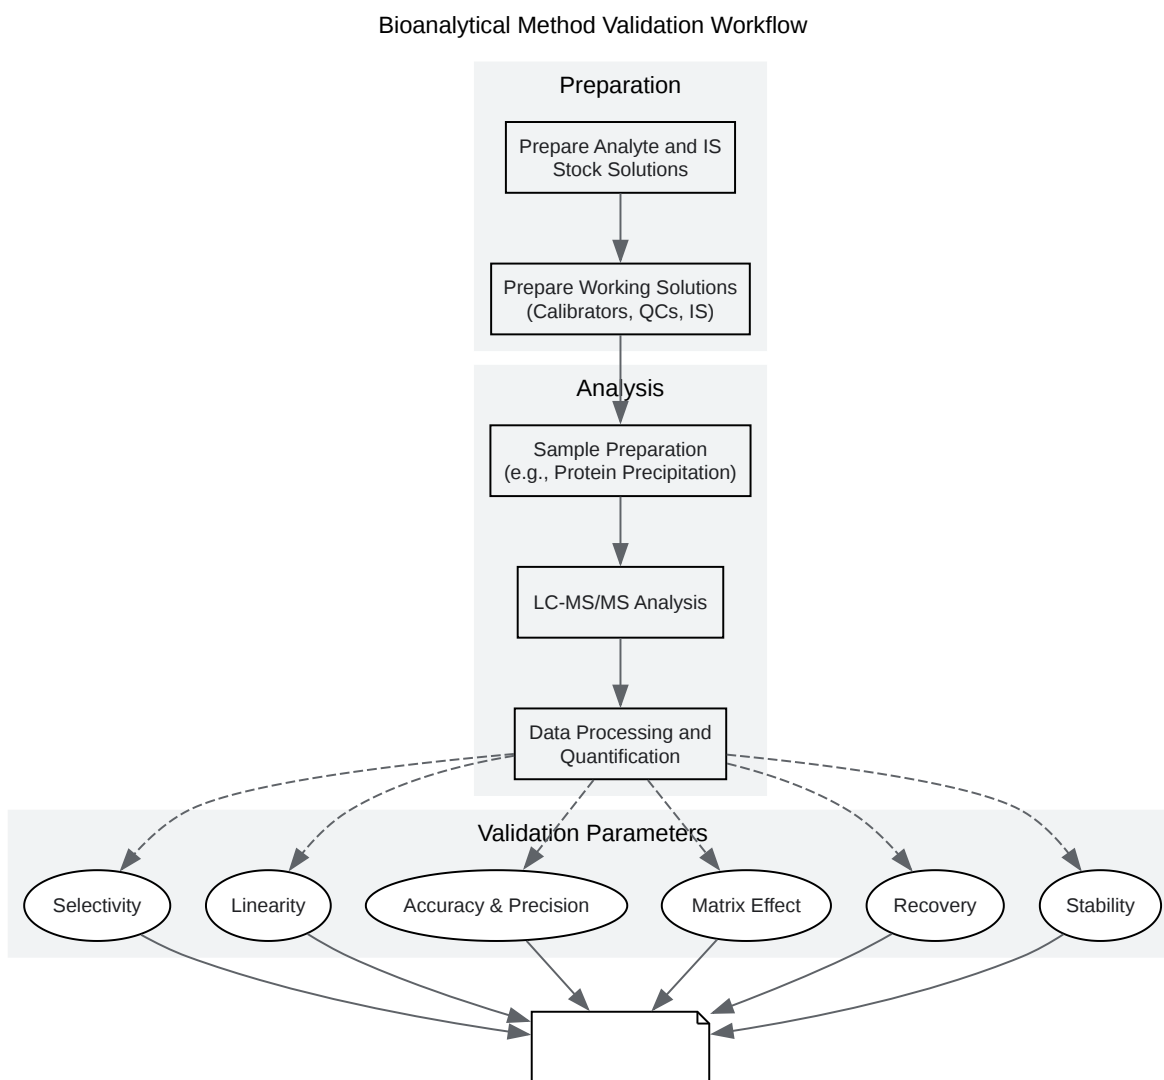 Bioanalytical Method Validation Workflow
Preparation
Prepare Analyte and IS
Stock Solutions
Prepare Working Solutions
(Calibrators, QCs, IS)
Analysis
Sample Preparation
(e.g., Protein Precipitation)
LC-MS/MS Analysis
Data Processing and
Quantification
Validation Parameters
Selectivity
Linearity
Accuracy & Precision
Matrix Effect
Recovery
Stability